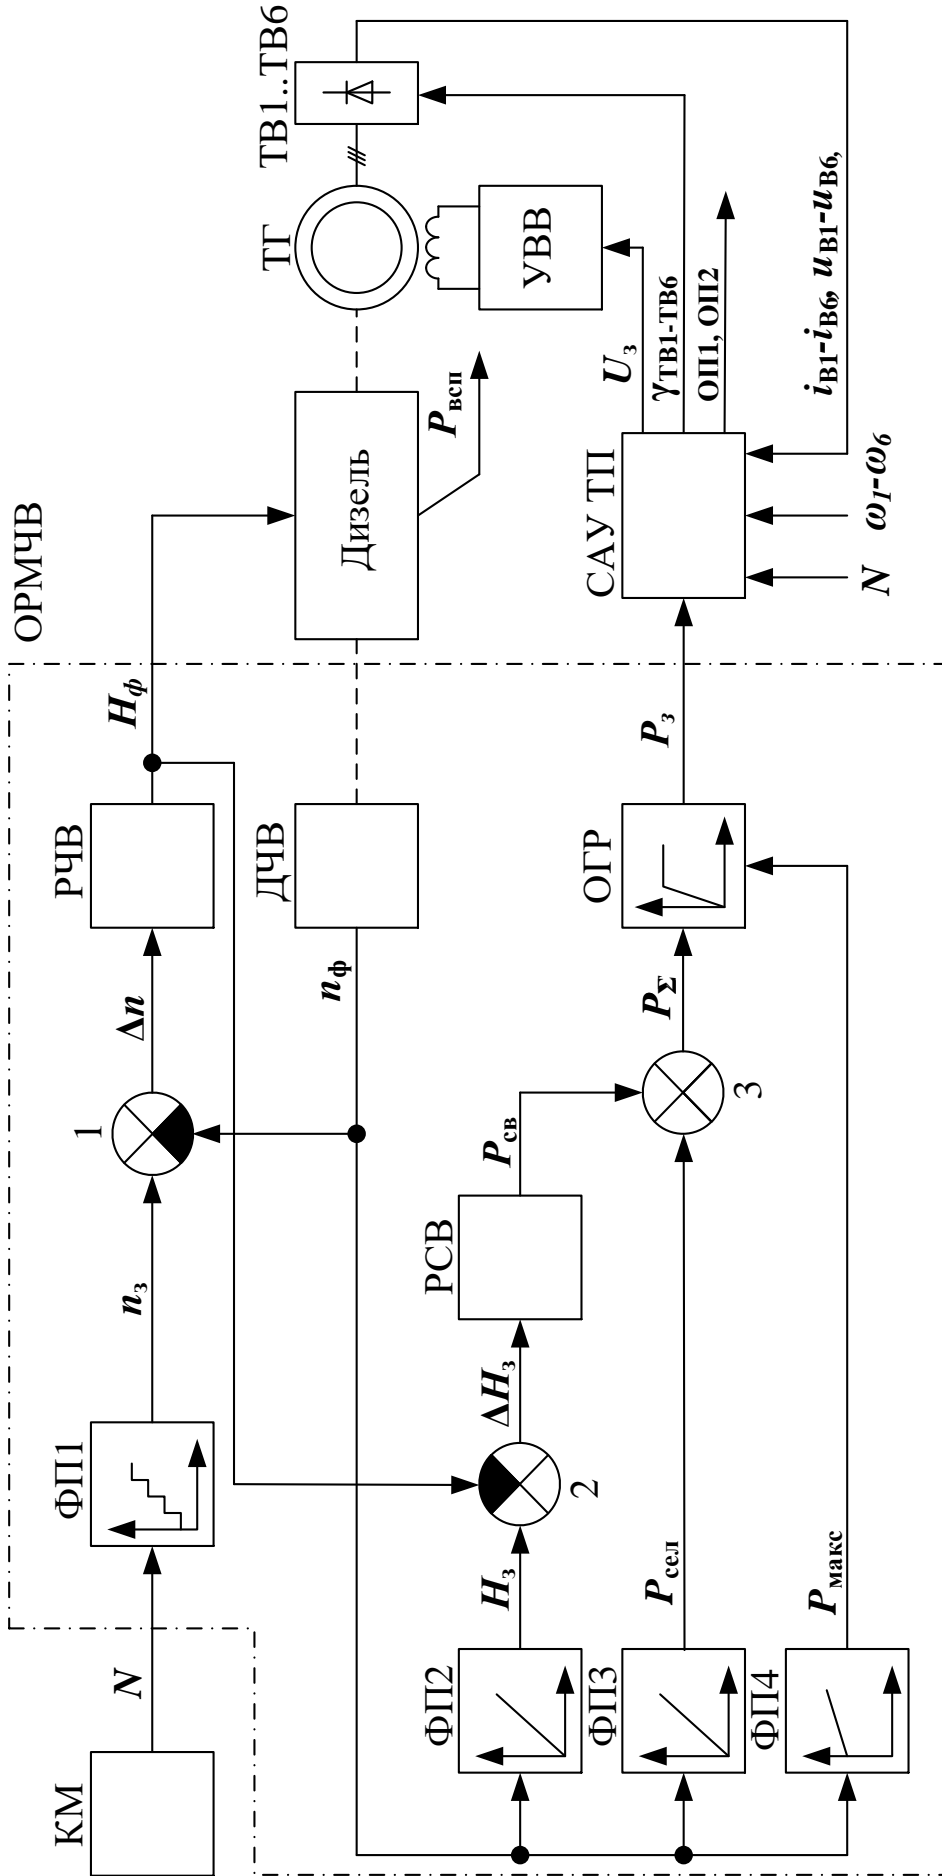 КМ
N
ФП1
n_з
1
Δn
РЧВ
H_ф
ОРМЧВ
ДЧВ
n_ф
Дизель
P_всп
ТГ
ТВ1..ТВ6
УВВ
ФП2
H_з
2
ΔH_з
РСВ
P_св
ФП3
P_сел
3
P_Σ
ОГР
P_з
САУ ТП
U_з
γ_ТВ1-ТВ6
ОП1, ОП2
ФП4
P_макс
N
ω_1-ω_6
i_В1-i_В6, u_В1-u_В6,